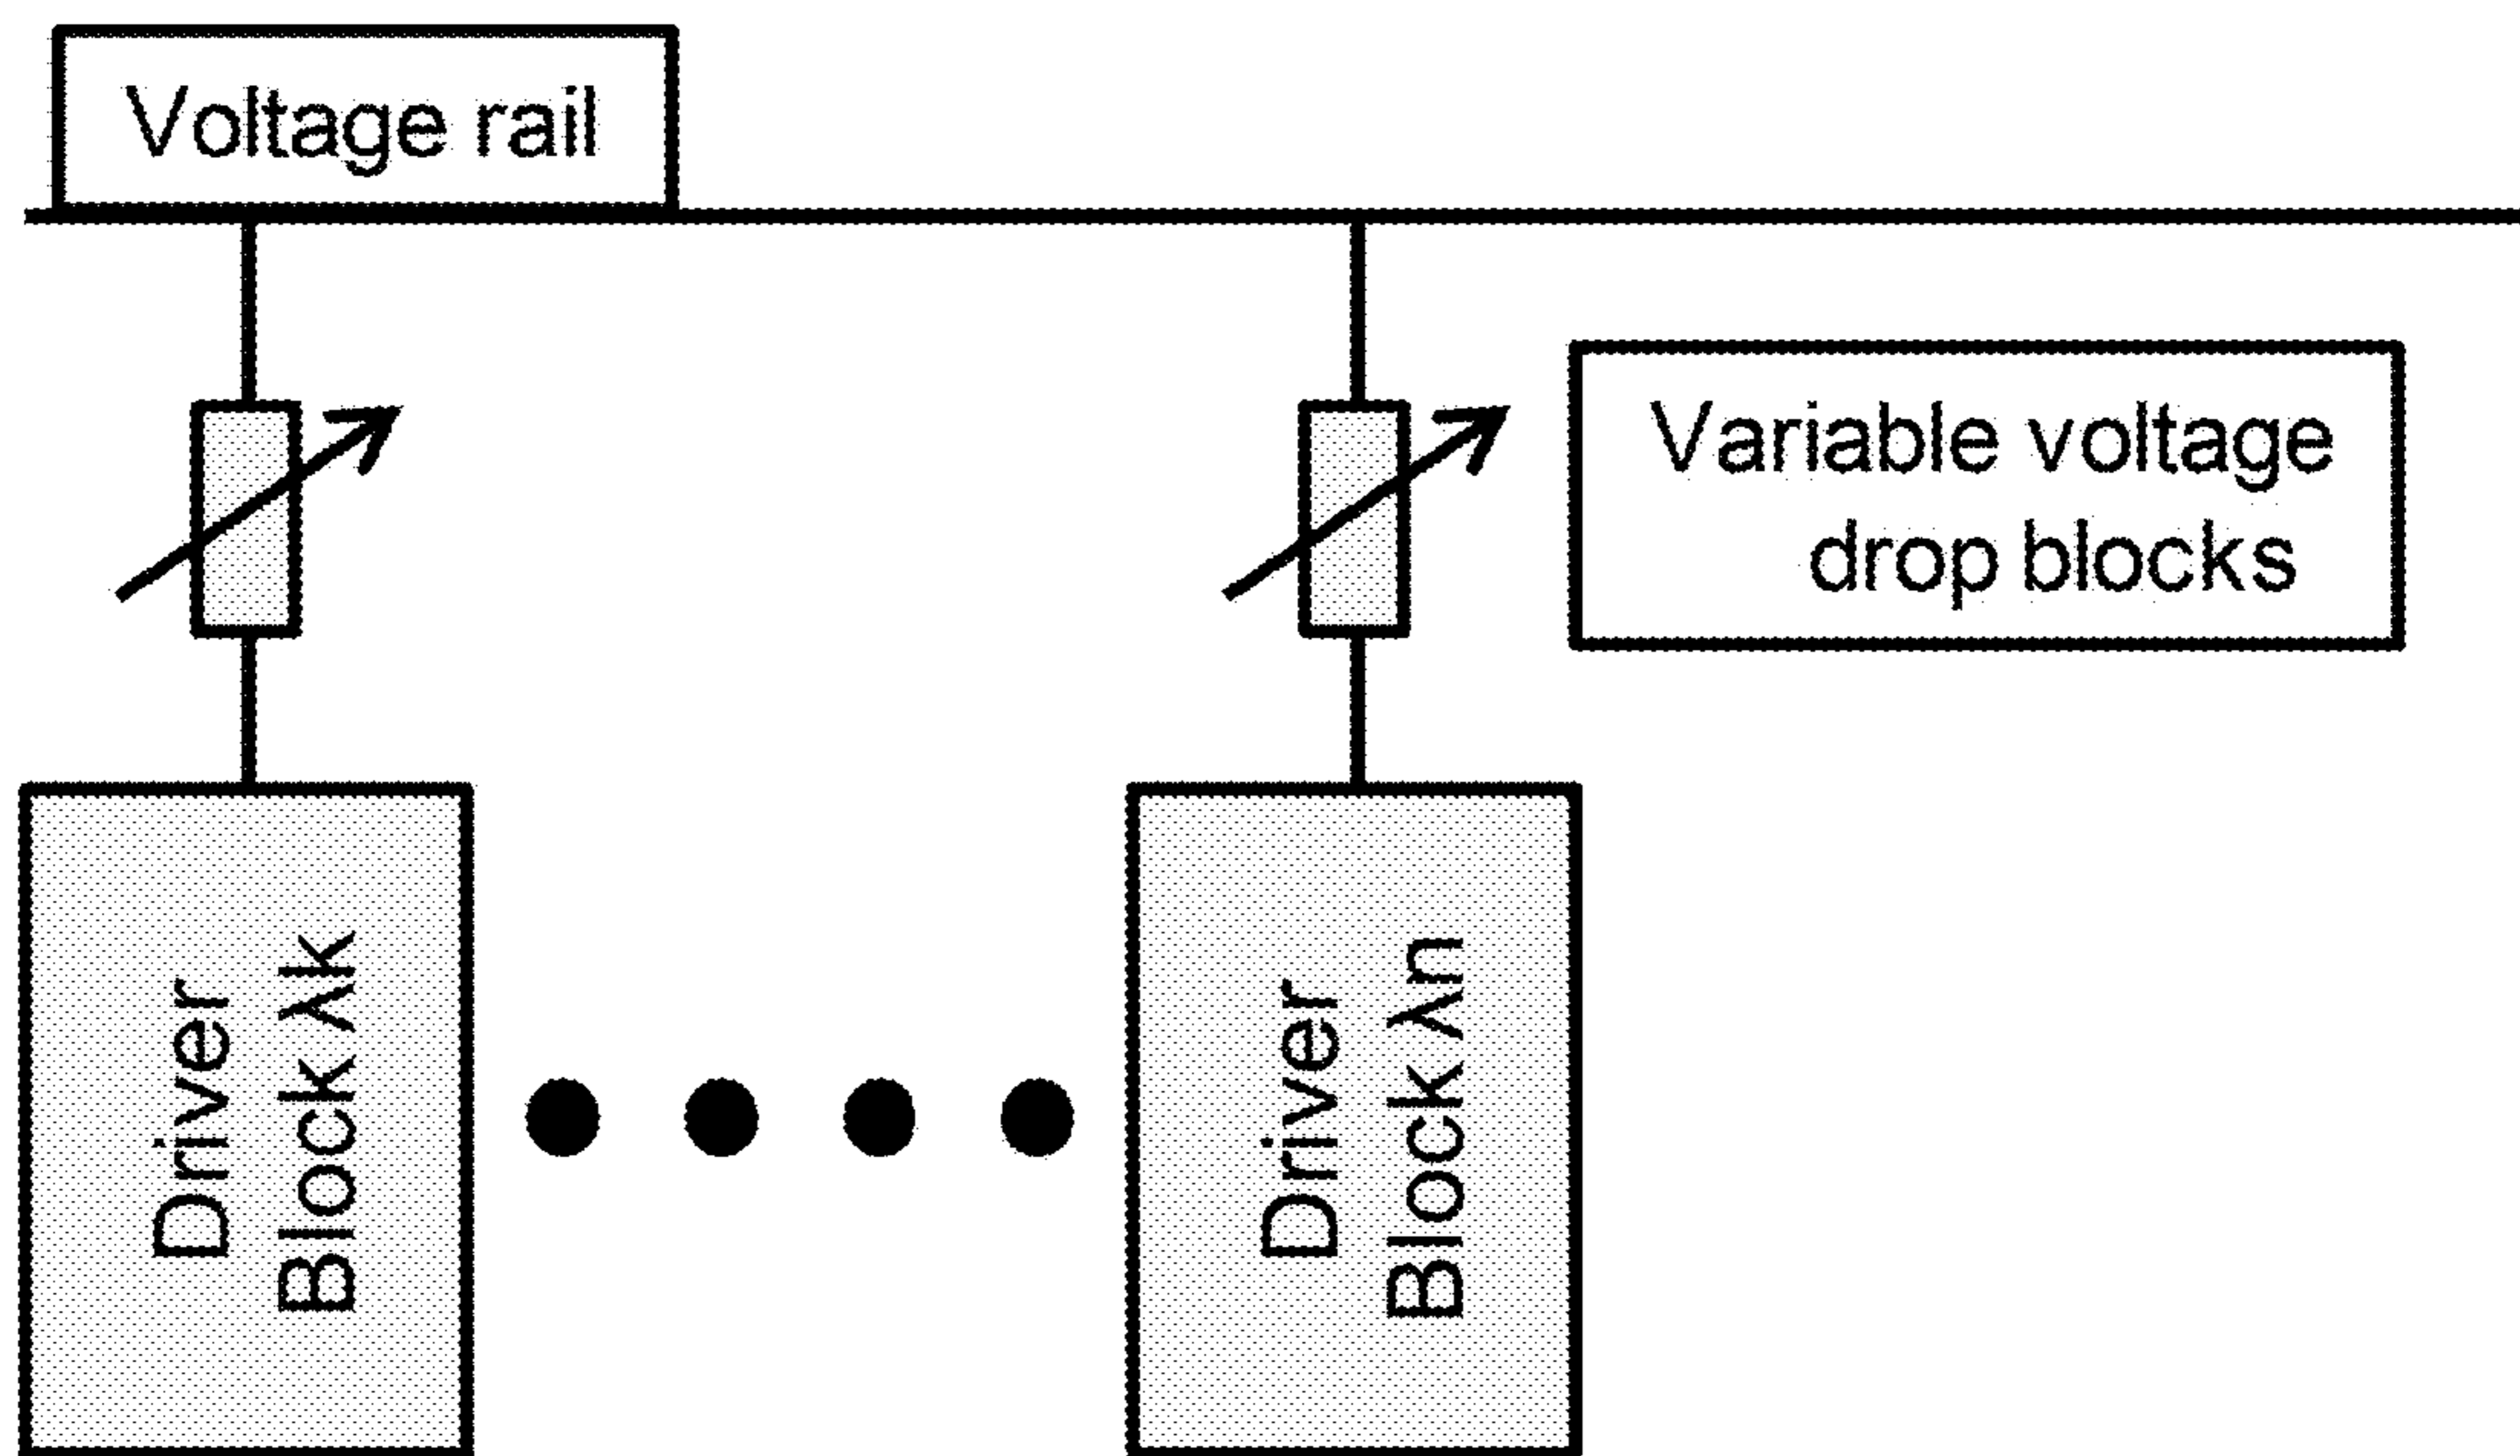 Voltage rail
Variable voltage
drop blocks
Driver
Block λk
Driver
Block λn